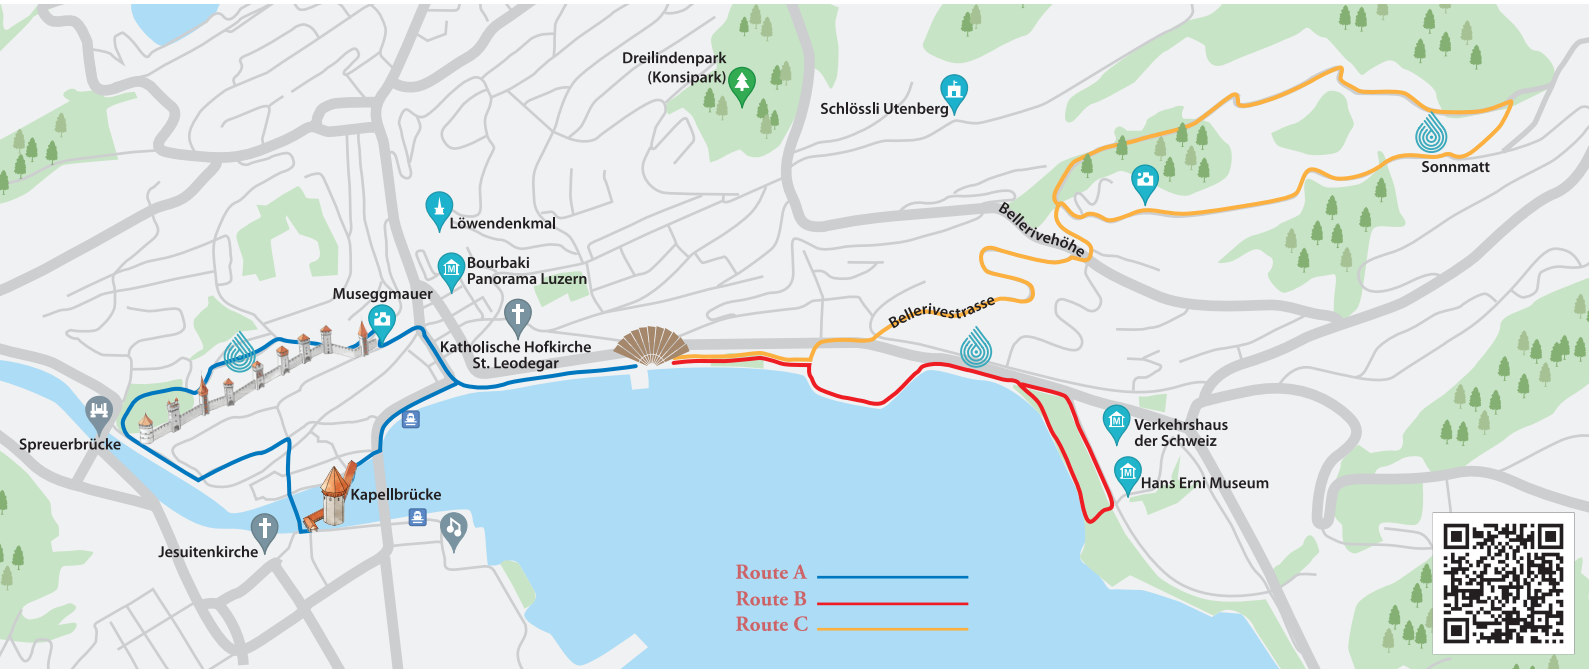 Dreilindenpark
(Konsipark)
Schlössli Utenberg
Sonnmatt
Löwendenkmal
Bellerivehöhe
Bourbaki
Panorama Luzern
Museggmauer
Bellerivestrasse
Katholische Hofkirche
St. Leodegar
Spreuerbrücke
Verkehrshaus
der Schweiz
Hans Erni Museum
Kapellbrücke
Jesuitenkirche
Route A
Route B
Route C